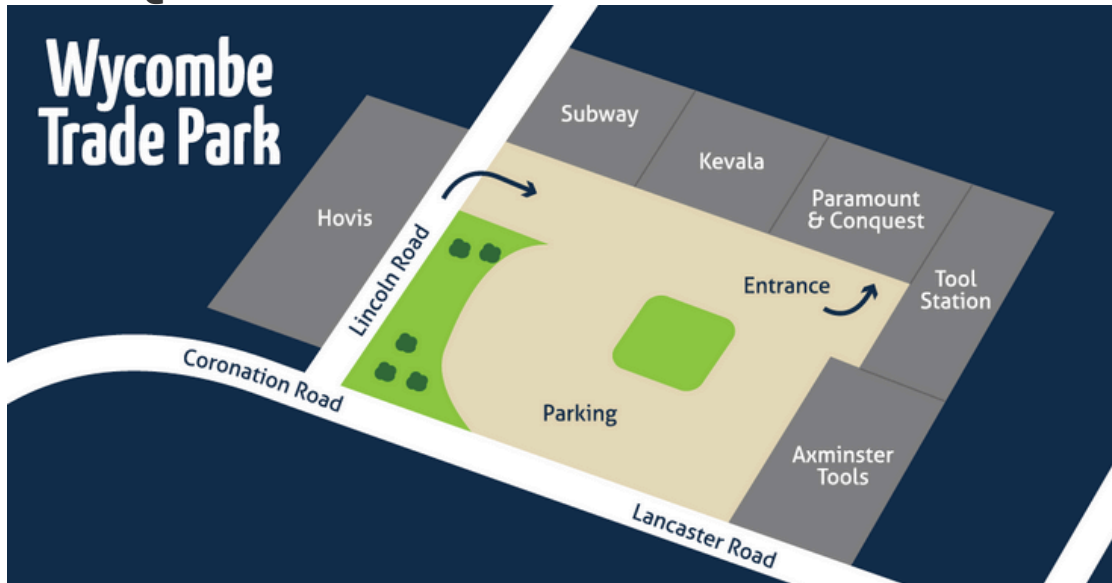 Wycombe
Trade Park
Subway
Kevala
Paramount
& Conquest
Tool
Station
Hovis
Lincoln Road
Entrance
Coronation Road
Parking
Axminster
Tools
Lancaster Road